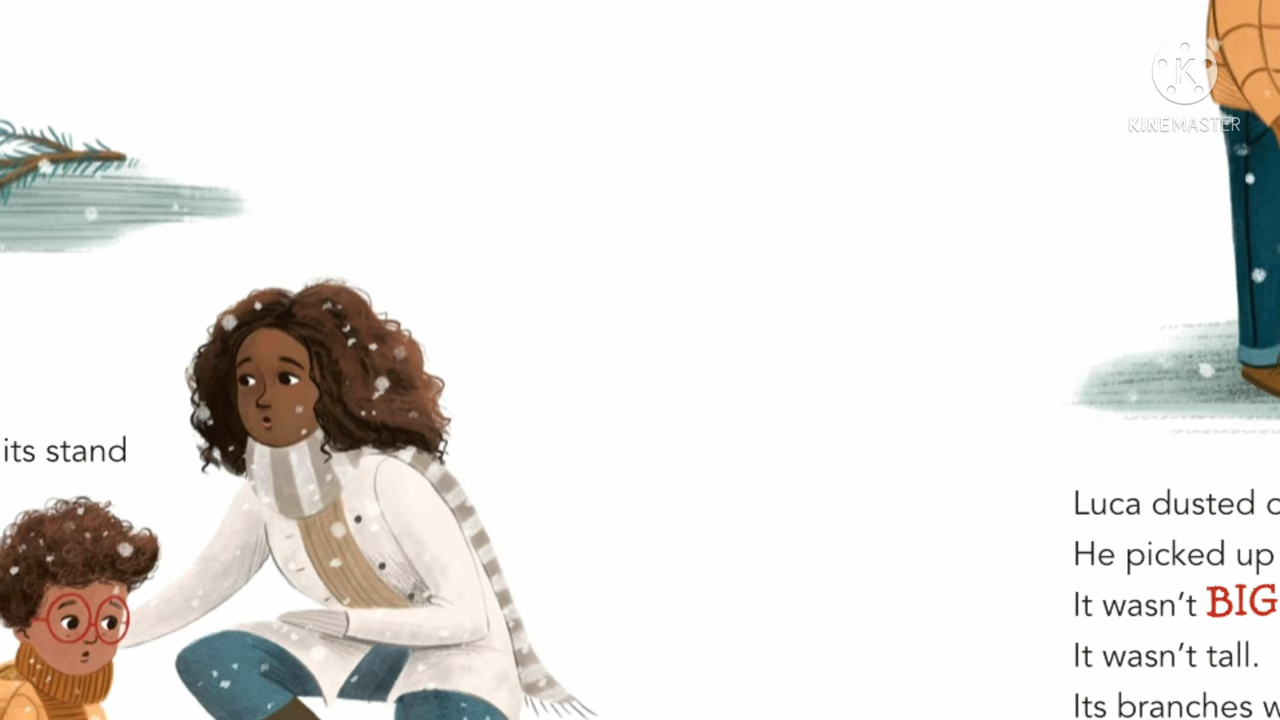 KINEMASTER
its stand
Luca dusted
He picked up
It wasn't BIG
It wasn't tall.
Its branches